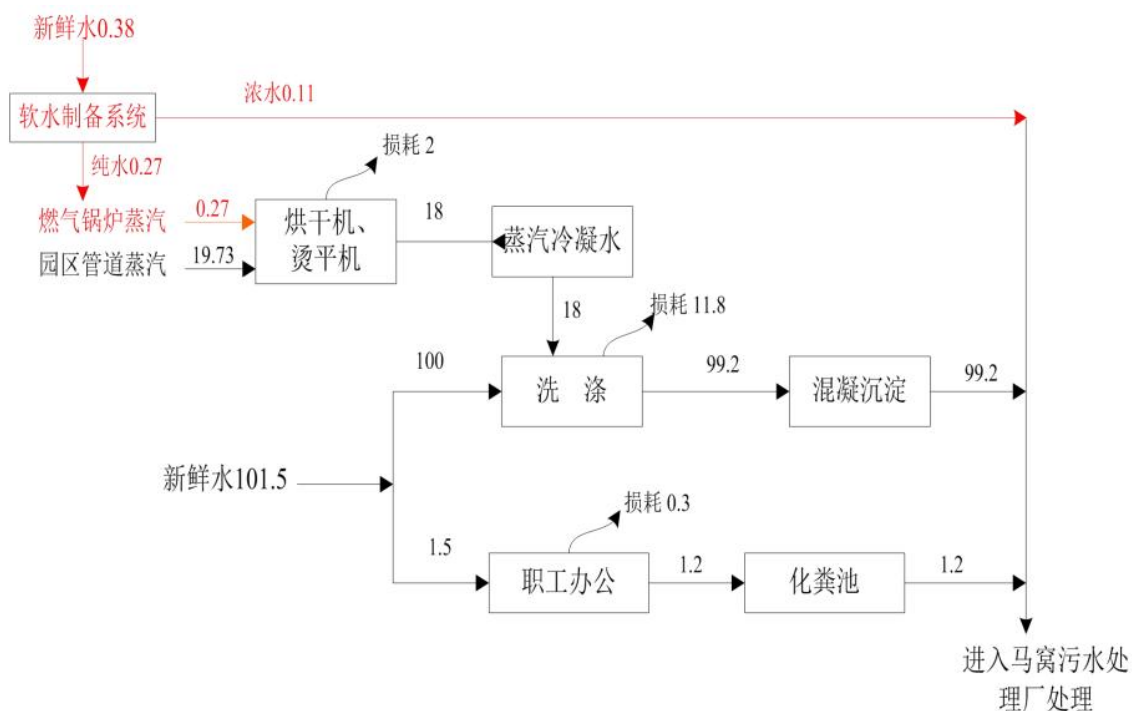 新鲜水0.38
浓水0.11
软水制备系统
损耗 2
纯水0.27
燃气锅炉蒸汽
0.27
烘干机、
烫平机
18
蒸汽冷凝水
园区管道蒸汽
19.73
18
损耗 11.8
100
洗 涤
99.2
混凝沉淀
99.2
新鲜水101.5
损耗 0.3
1.5
职工办公
1.2
化粪池
1.2
进入马窝污水处
理厂处理